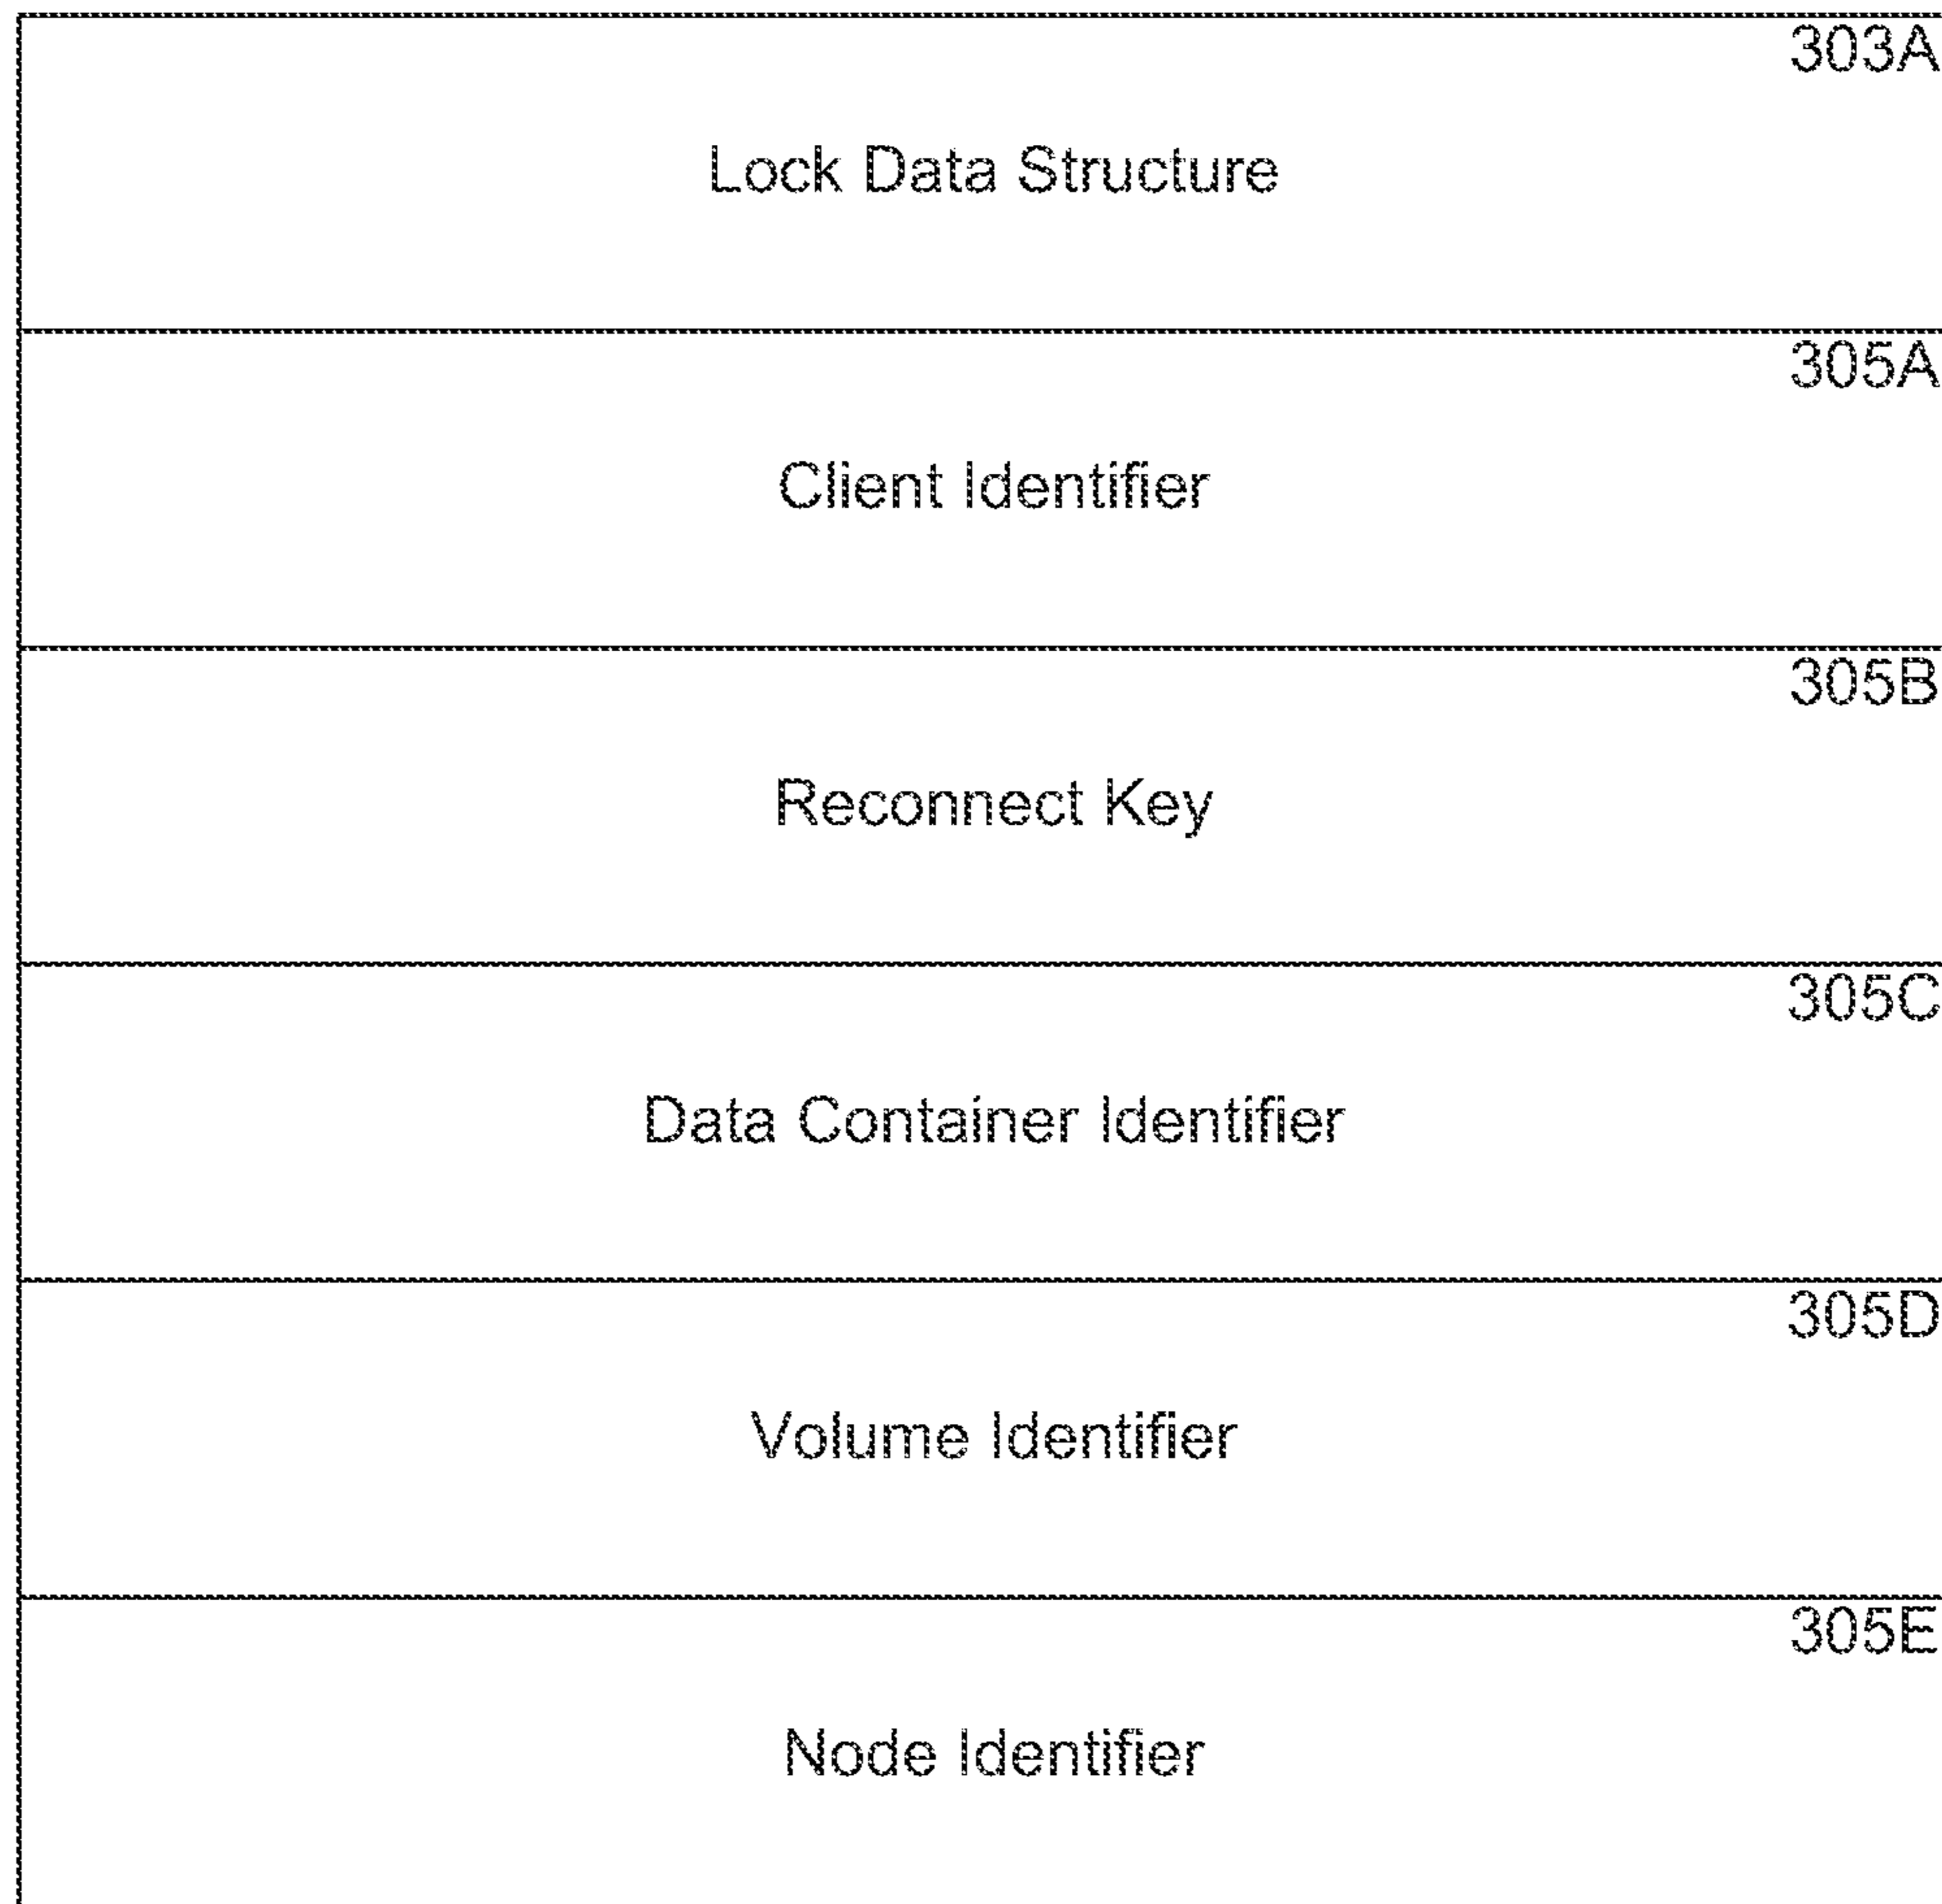 303A
Lock Data Structure
305A
Client Identifier
305B
Reconnect Key
305C
Data Container Identifier
305D
Volume Identifier
305E
Node Identifier